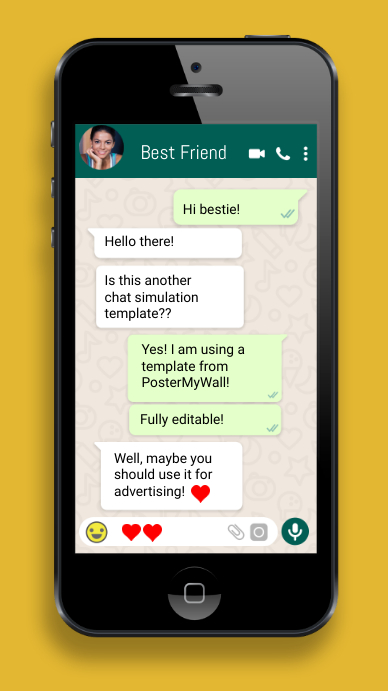 Best Friend
Hi bestie!
Hello there!
Is this another
chat simulation
template??
Yes! I am using a
template from
PosterMyWall!
Fully editable!
Well, maybe you
should use it for
advertising!